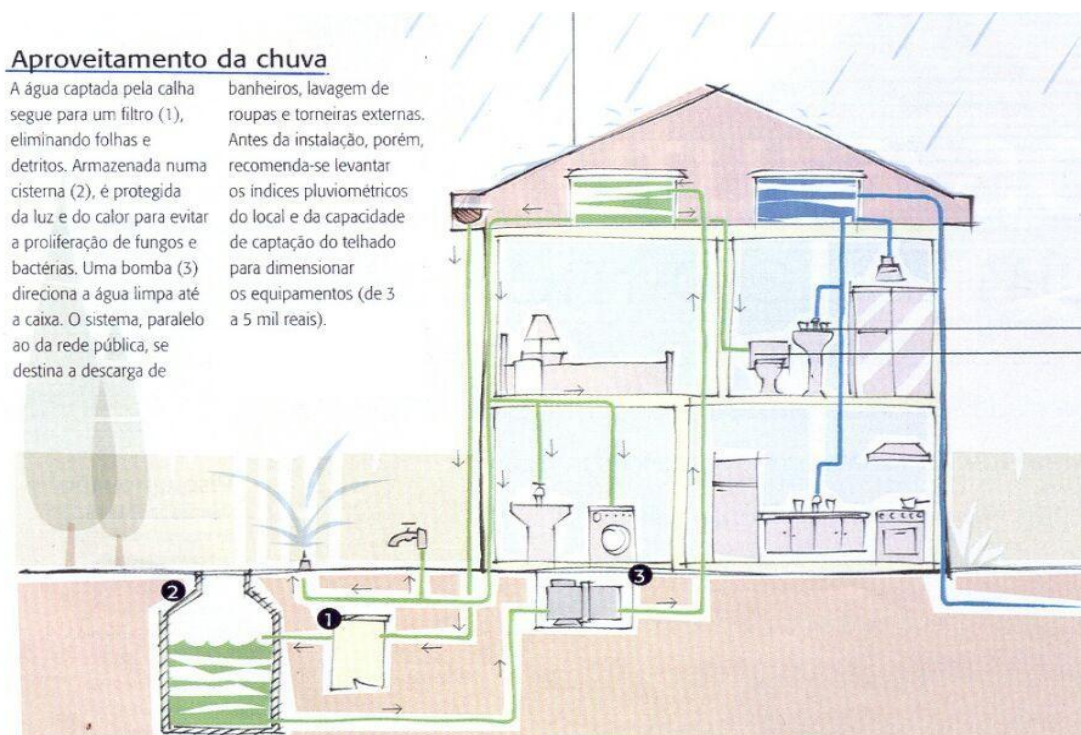 Aproveitamento da chuva
A água captada pela calha
segue para um filtro (1),
eliminando folhas e
detritos. Armazenada numa
cisterna (2), é protegida
da luz e do calor para evitar
a proliferação de fungos e
bactérias. Uma bomba (3)
direciona a água limpa até
a caixa. O sistema, paralelo
ao da rede pública, se
destina a descarga de
banheiros, lavagem de
roupas e torneiras externas.
Antes da instalação, porém,
recomenda-se levantar
os índices pluviométricos
do local e da capacidade
de captação do telhado
para dimensionar
os equipamentos (de 3
a 5 mil reais).
3
2
1